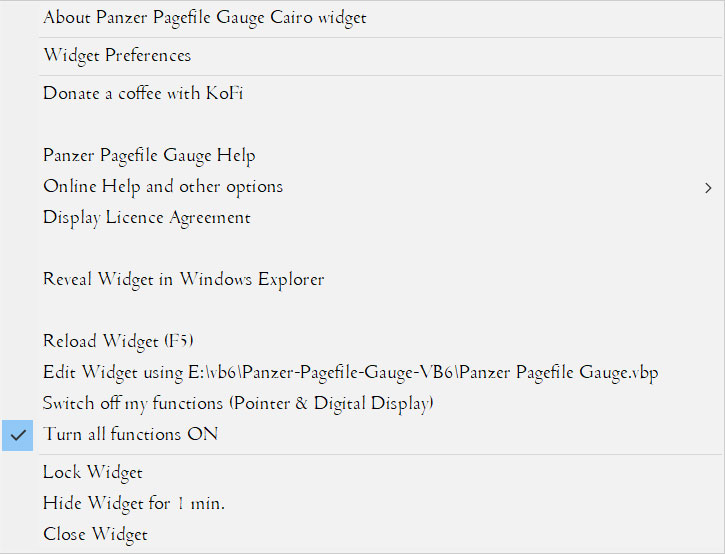 About Panzer Pagefile Gauge Cairo widget
Widget Preferences
Donate a coffee with KoFi
Panzer Pagefile Gauge Help
Online Help and other options
Display Licence Agreement
Reveal Widget in Windows Explorer
Reload Widget (F5)
Edit Widget using E:\vb6\Panzer-Pagefile-Gauge-VB6\Panzer Pagefile Gauge.vbp
Switch off my functions (Pointer & Digital Display)
Turn all functions ON
Lock Widget
Hide Widget for 1 min.
Close Widget